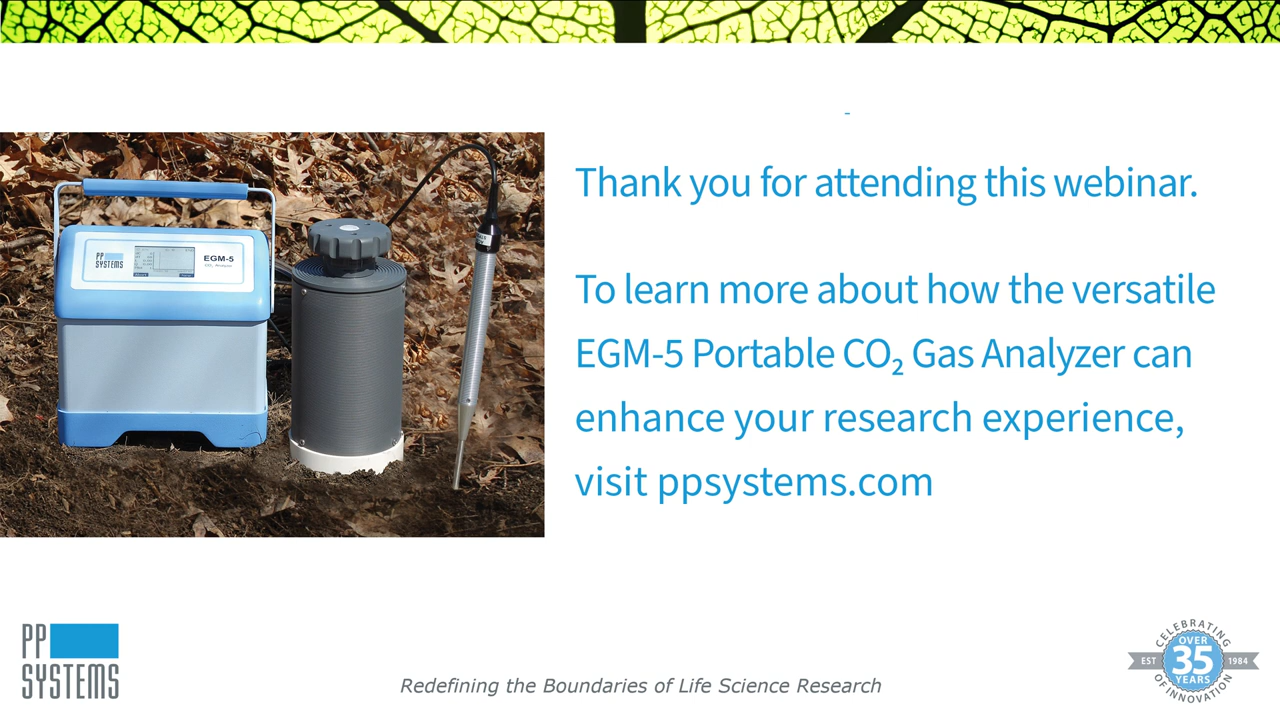 Thank you for attending this webinar.
To learn more about how the versatile
EGM-5 Portable CO₂ Gas Analyzer can
enhance your research experience,
visit ppsystems.com
PP
SYSTEMS
EGM-5
CO₂ Analyzer
PP
SYSTEMS
Redefining the Boundaries of Life Science Research
CELEBRATING
OVER
EST 35 1984
YEARS
OF INNOVATION